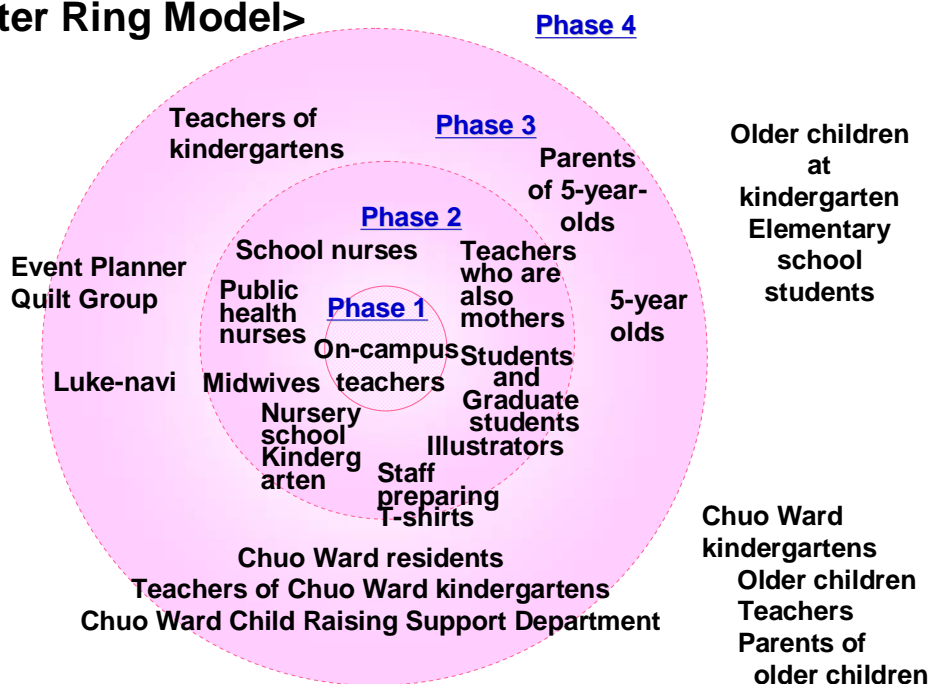 ter Ring Model>
Phase 4
Teachers of
kindergartens
Phase 3
Parents
of 5-year-
olds
Older children
at
kindergarten
Elementary
school
students
Phase 2
School nurses
Teachers
who are
also
mothers
Event Planner
Quilt Group
Public
health
nurses
Phase 1
5-year
olds
On-campus
teachers
Students
and
Graduate
students
Luke-navi
Midwives
Nursery
school
Kinderg
arten
Illustrators
Staff
preparing
T-shirts
Chuo Ward residents
Teachers of Chuo Ward kindergartens
Chuo Ward Child Raising Support Department
Chuo Ward
kindergartens
Older children
Teachers
Parents of
older children